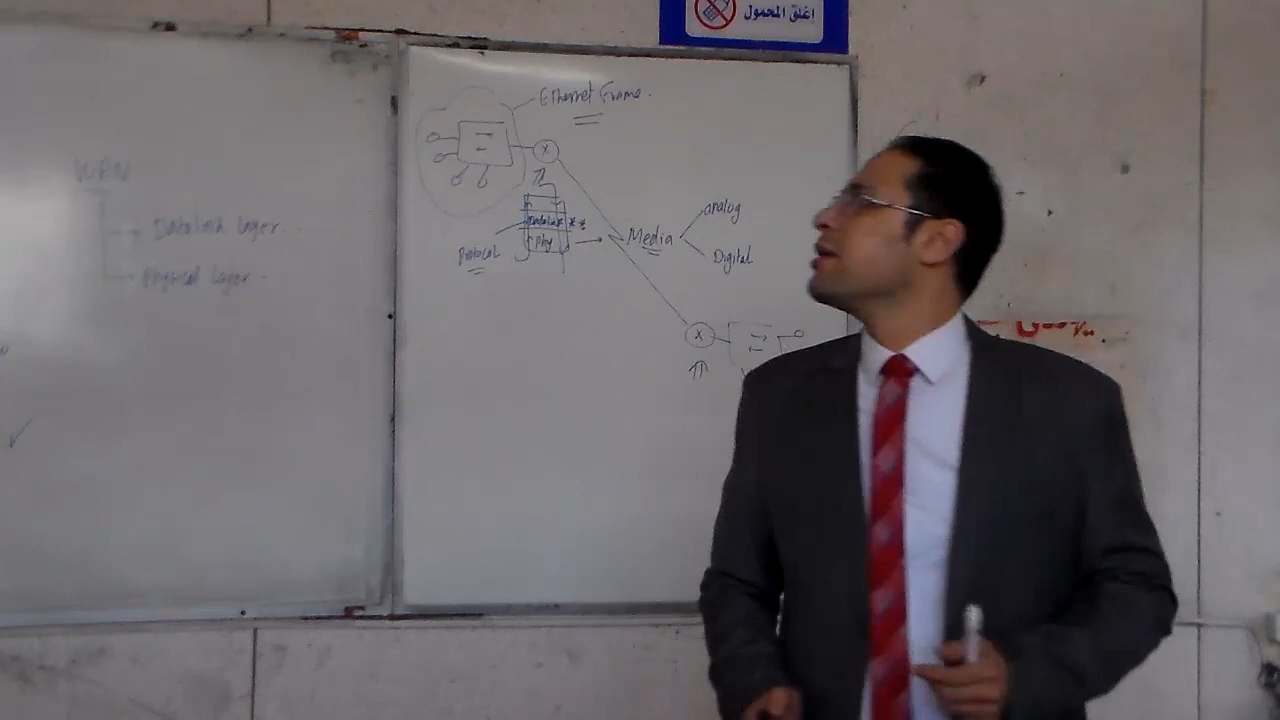 اغلق المحمول
WAN
Datalink layer.
Physical layer.
Ethernet Frame.
X
Datalink **
Phy
Protocol
Media
analog
Digital
X